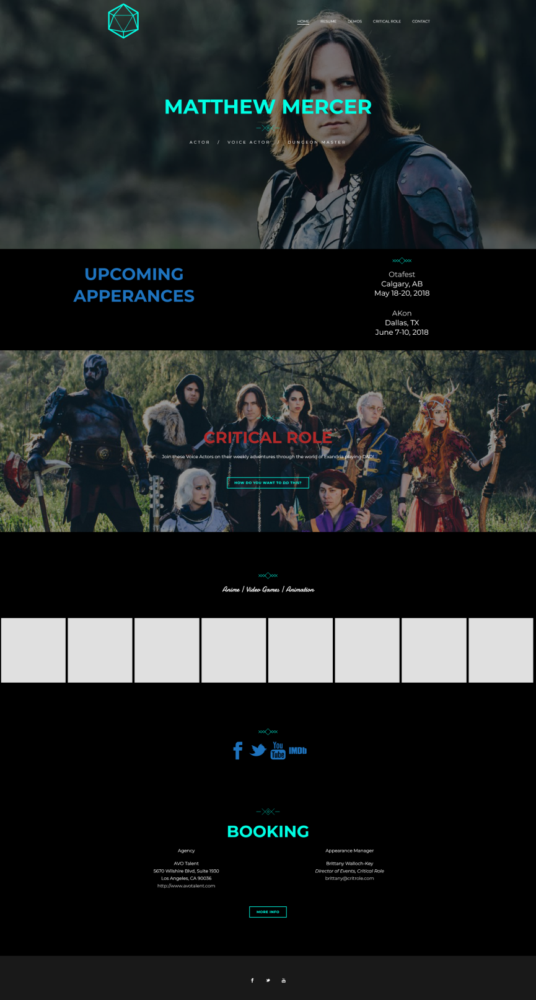 HOME RESUME DEMOS CRITICAL ROLE CONTACT
MATTHEW MERCER
ACTOR / VOICE ACTOR / DUNGEON MASTER
UPCOMING
APPERANCES
Otafest
Calgary, AB
May 18-20, 2018
AKon
Dallas, TX
June 7-10, 2018
CRITICAL ROLE
Join these Voice Actors on their weekly adventures through the world of Exandria playing D&D!
HOW DO YOU WANT TO DO THIS?
Anime / Video Games / Animation
You
Tube
IMDb
BOOKING
Agency
AVO Talent
5670 Wilshire Blvd, Suite 1930
Los Angeles, CA 90036
http://www.avotalent.com
Appearance Manager
Brittany Walloch-Key
Director of Events, Critical Role
brittany@critrole.com
MORE INFO